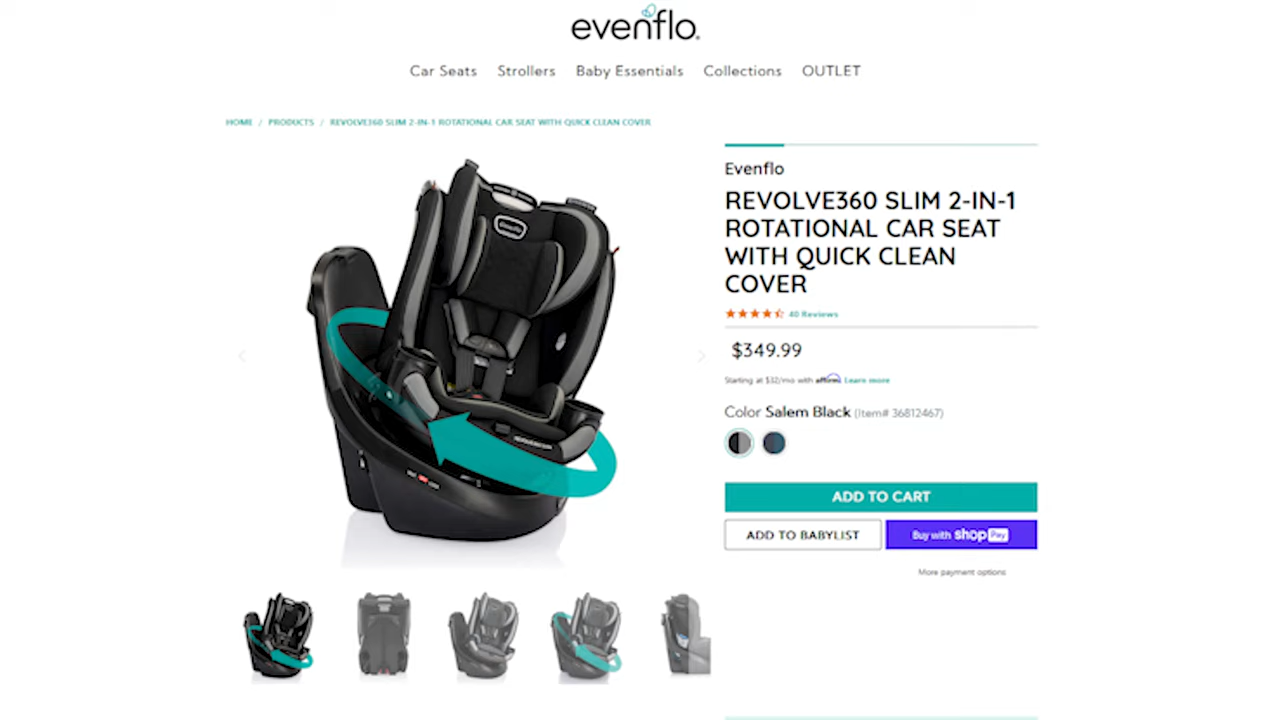 evenflo.
Car Seats Strollers Baby Essentials Collections OUTLET
HOME / PRODUCTS / REVOLVE360 SLIM 2-IN-1 ROTATIONAL CAR SEAT WITH QUICK CLEAN COVER
Evenflo
REVOLVE360 SLIM 2-IN-1
ROTATIONAL CAR SEAT
WITH QUICK CLEAN
COVER
40 Reviews
$349.99
Starting at $32/mo with affirm. Learn more
Color Salem Black (Item# 36812467)
ADD TO CART
ADD TO BABYLIST
Buy with shop Pay
More payment options
evenflo